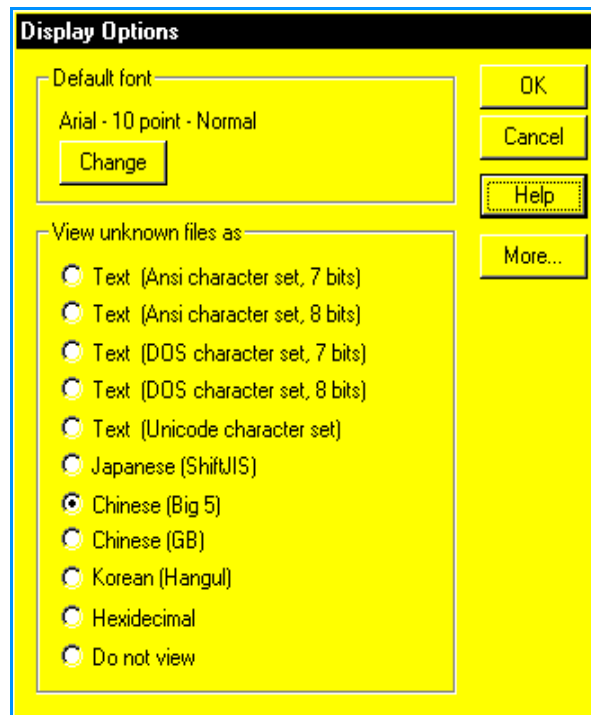 Display Options
Default font
Arial - 10 point - Normal
Change
OK
Cancel
Help
More...
View unknown files as
Text (Ansi character set, 7 bits)
Text (Ansi character set, 8 bits)
Text (DOS character set, 7 bits)
Text (DOS character set, 8 bits)
Text (Unicode character set)
Japanese (ShiftJIS)
Chinese (Big 5)
Chinese (GB)
Korean (Hangul)
Hexidecimal
Do not view